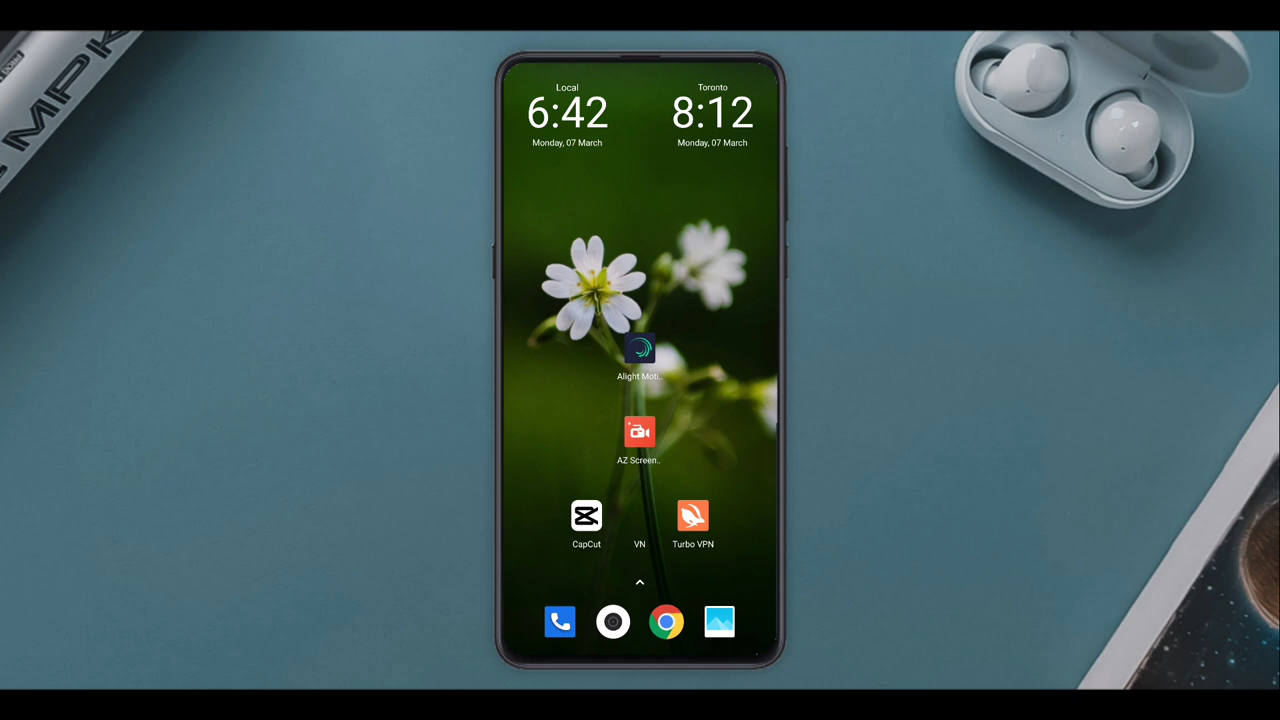 MPK
Local
Toronto
6:42
8:12
Monday, 07 March
Monday, 07 March
Alight Moti..
AZ Screen..
CapCut
VN
Turbo VPN